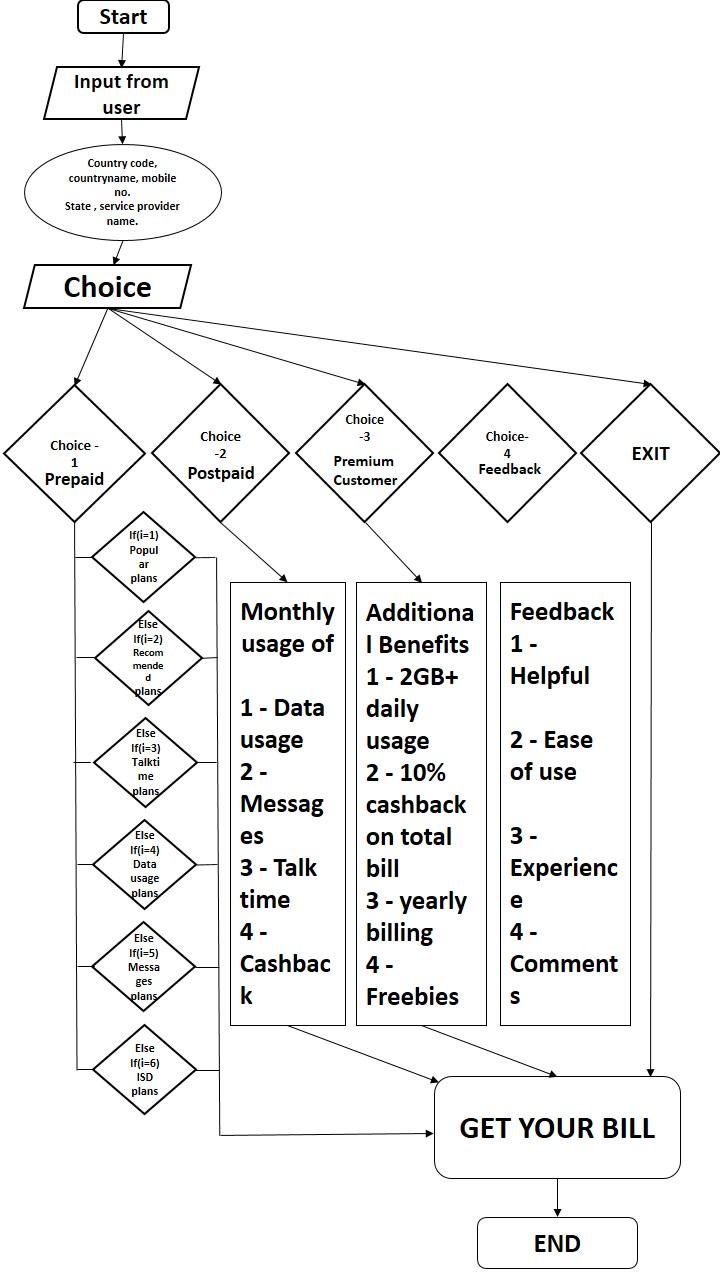 Start
Input from
user
Country code,
countryname, mobile
no.
State , service provider
name.
Choice
Choice -
1
Prepaid
Choice
-2
Postpaid
Choice
-3
Premium
Customer
Choice-
4
Feedback
EXIT
If(i=1)
Popul
ar
plans
Else
If(i=2)
Recom
mende
d
plans
Else
If(i=3)
Talkti
me
plans
Else
If(i=4)
Data
usage
plans
Else
If(i=5)
Messa
ges
plans
Else
If(i=6)
ISD
plans
Monthly
usage of
1 - Data
usage
2 -
Messag
es
3 - Talk
time
4 -
Cashbac
k
Additiona
l Benefits
1 - 2GB+
daily
usage
2 - 10%
cashback
on total
bill
3 - yearly
billing
4 -
Freebies
Feedback
1 -
Helpful
2 - Ease
of use
3 -
Experienc
e
4 -
Comment
s
GET YOUR BILL
END